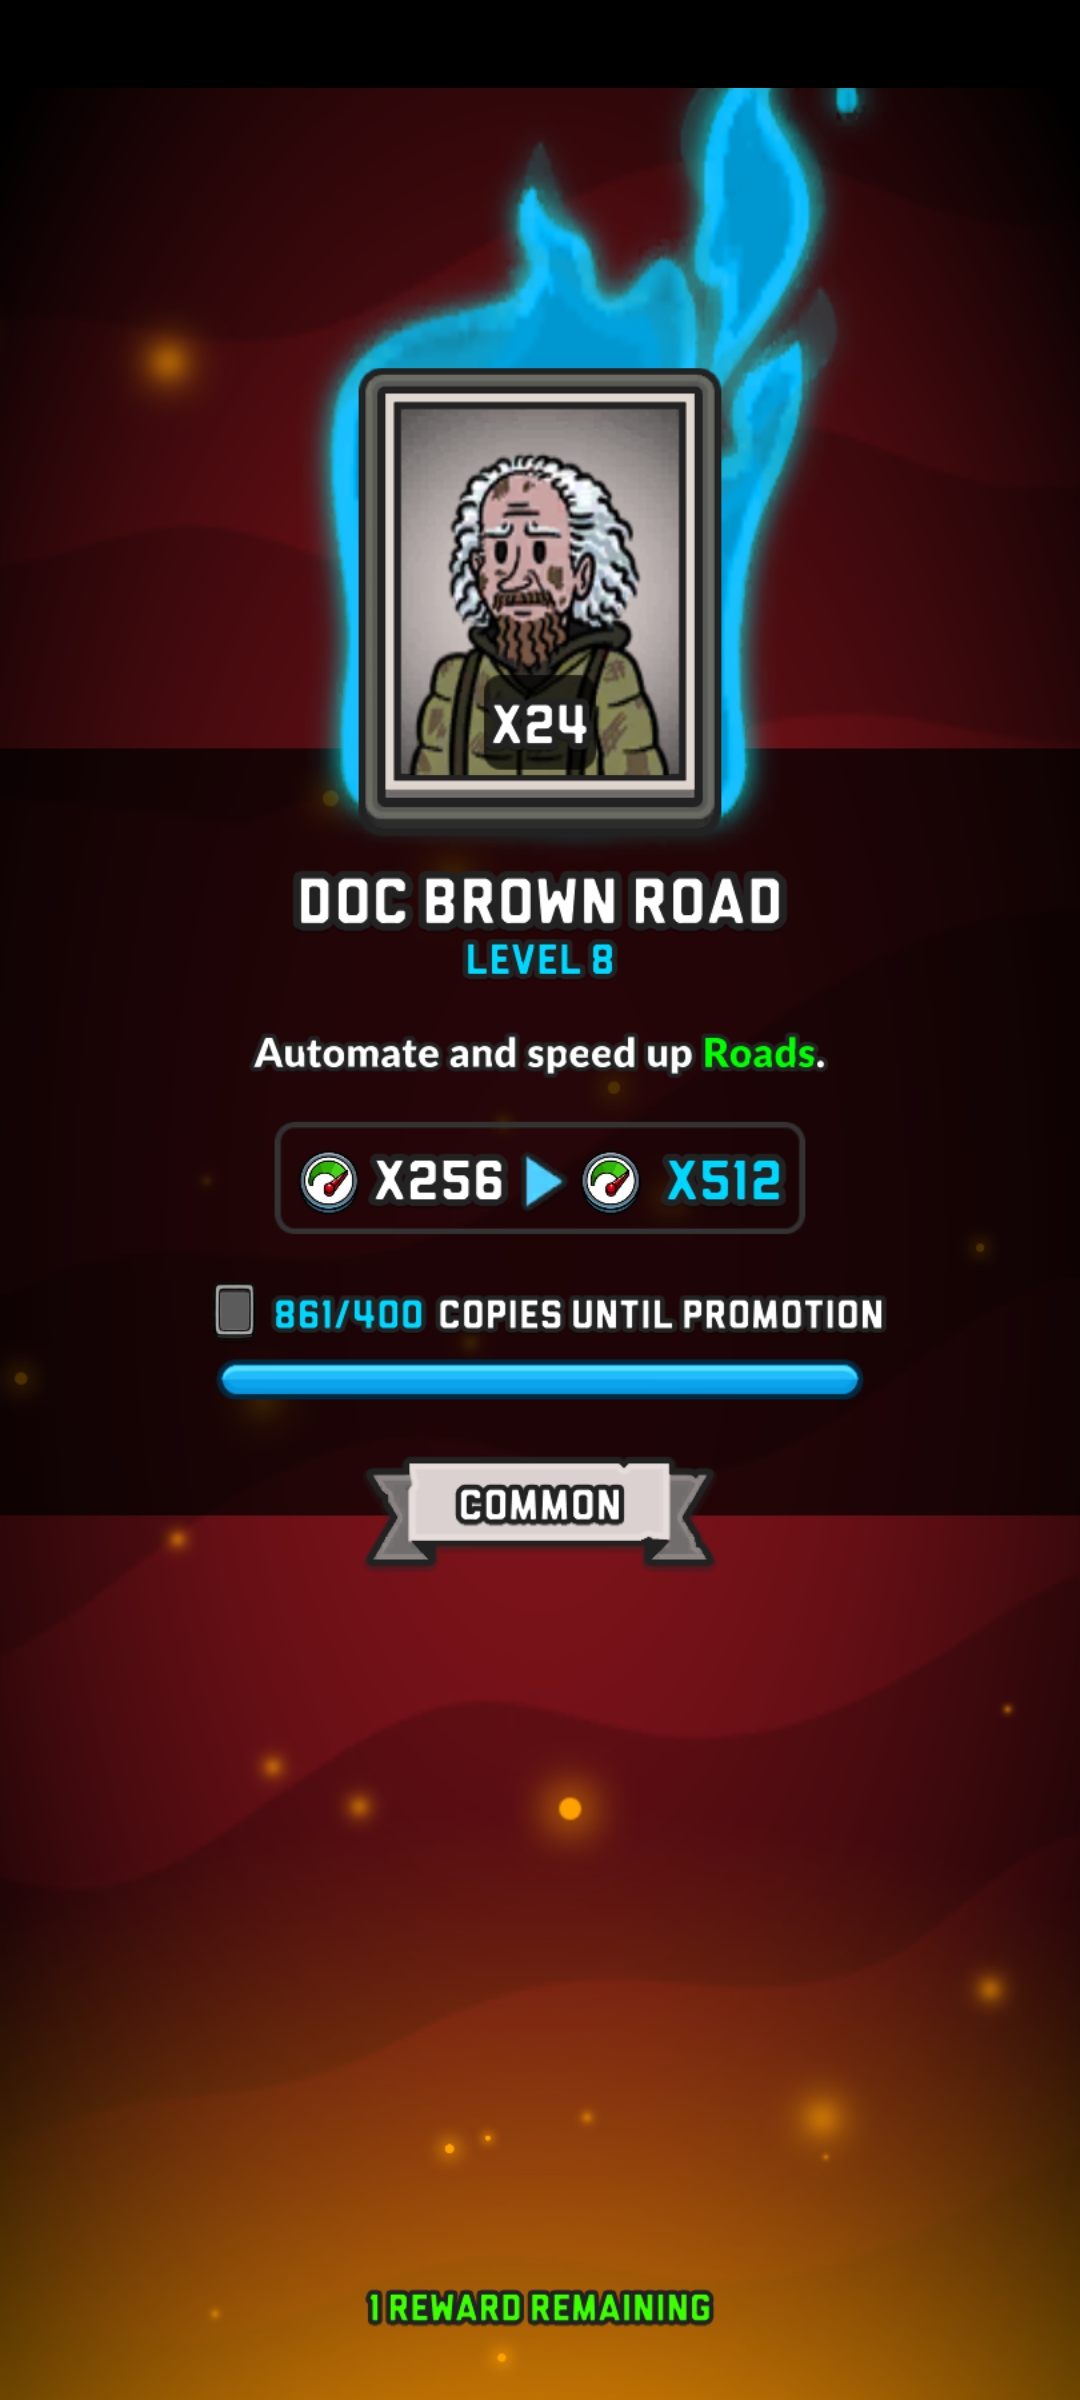 X24
DOC BROWN ROAD
LEVEL 8
Automate and speed up Roads.
X256 X512
861/400 COPIES UNTIL PROMOTION
COMMON
1 REWARD REMAINING